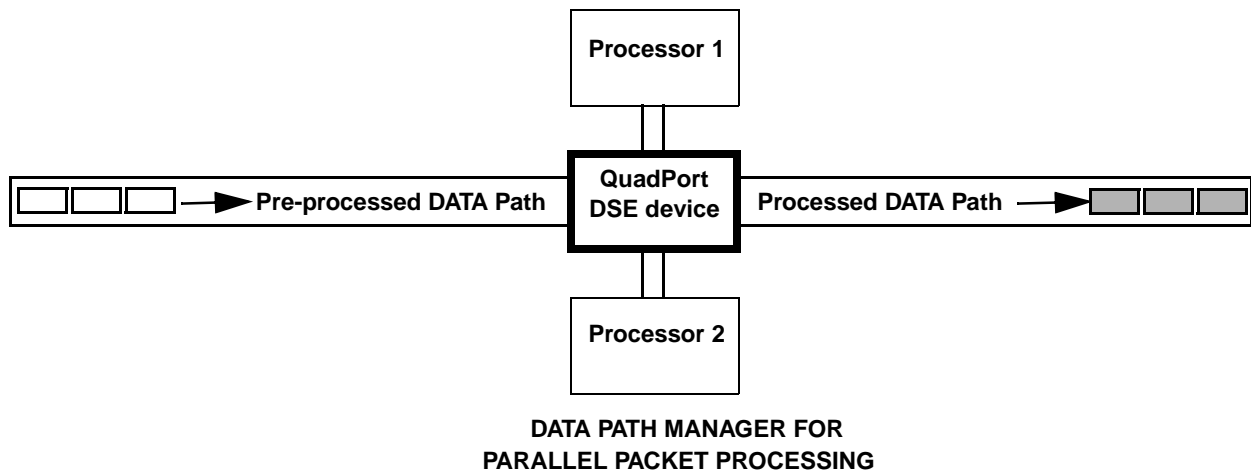 Processor 1
QuadPort
DSE device
Pre-processed DATA Path
Processed DATA Path
Processor 2
DATA PATH MANAGER FOR
PARALLEL PACKET PROCESSING